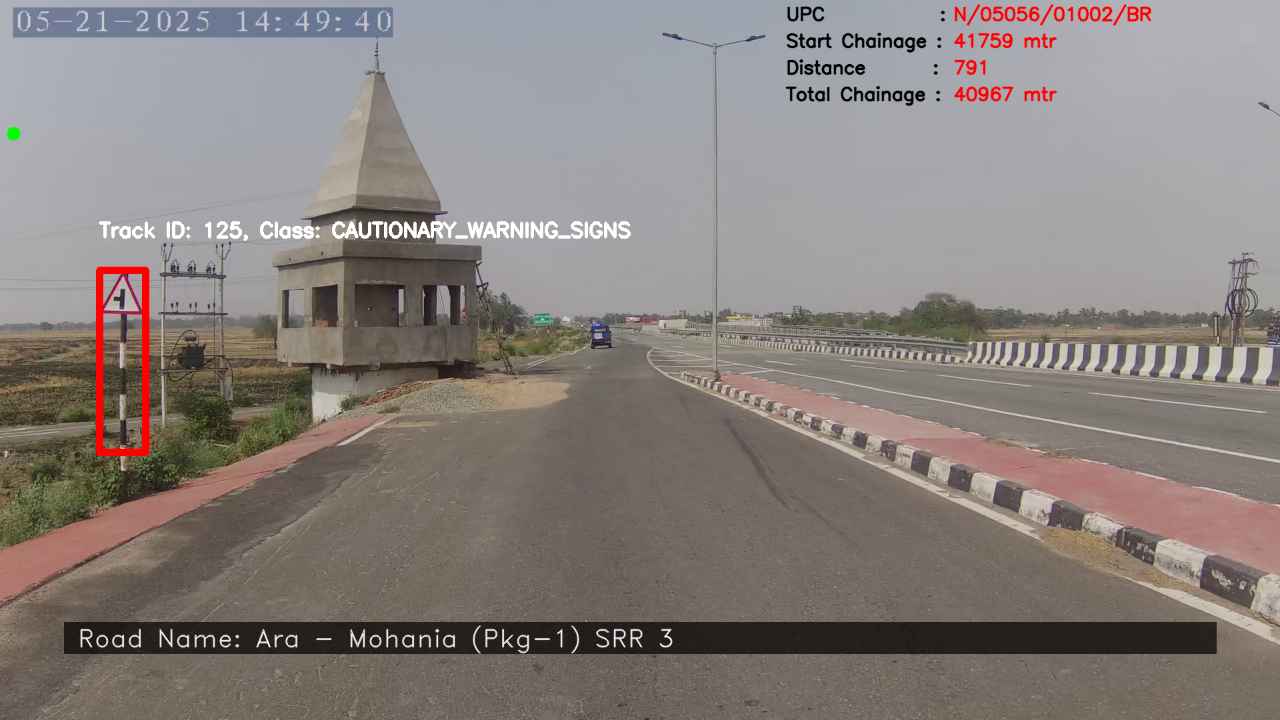 05-21-2025 14:49:40
UPC : N/05056/01002/BR
Start Chainage : 41759 mtr
Distance : 791
Total Chainage : 40967 mtr
Track ID: 125, Class: CAUTIONARY_WARNING_SIGNS
Road Name: Ara - Mohania (Pkg-1) SRR 3